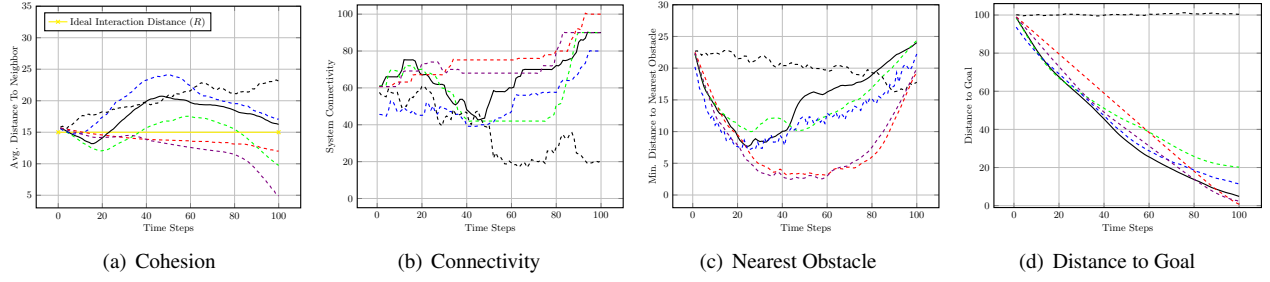 Ideal Interaction Distance (R)
Avg. Distance To Neighbor
35
30
25
20
15
10
5
0 20 40 60 80 100
Time Steps
(a) Cohesion
System Connectivity
100
80
60
40
20
0
0 20 40 60 80 100
Time Steps
(b) Connectivity
Min. Distance to Nearest Obstacle
30
25
20
15
10
5
0
0 20 40 60 80 100
Time Steps
(c) Nearest Obstacle
Distance to Goal
100
80
60
40
20
0
0 20 40 60 80 100
Time Steps
(d) Distance to Goal